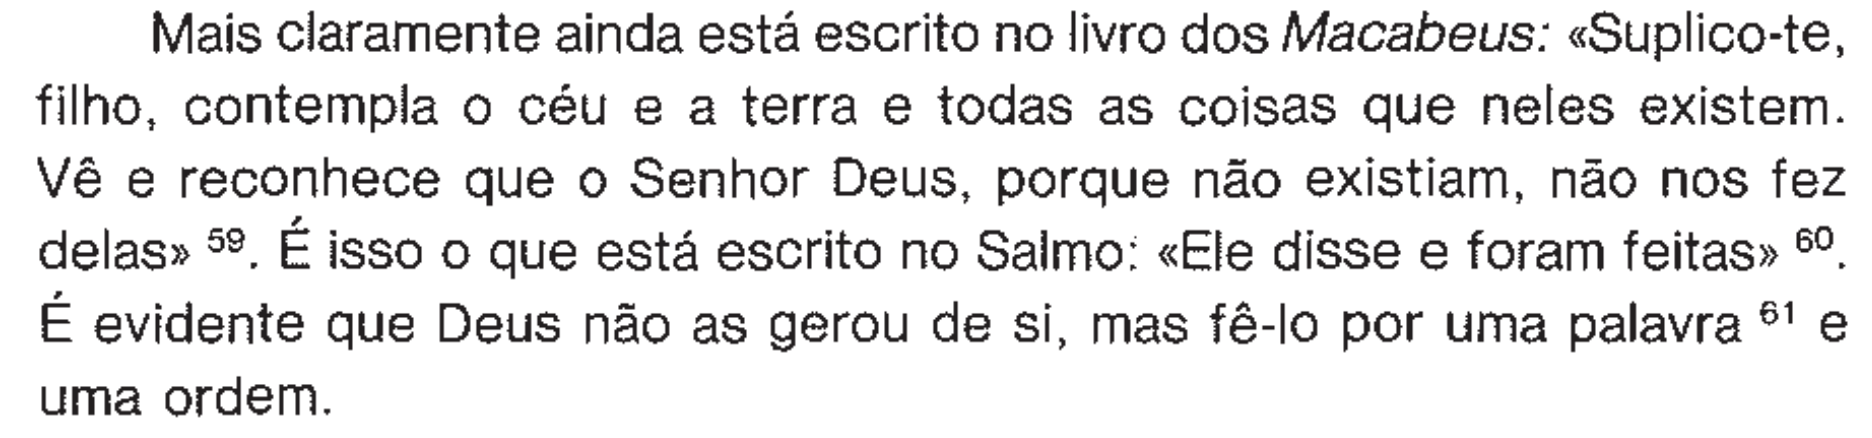 Mais claramente ainda está escrito no livro dos Macabeus: «Suplico-te,
filho, contempla o céu e a terra e todas as coisas que neles existem.
Vê e reconhece que o Senhor Deus, porque não existiam, não nos fez
delas» 59. É isso o que está escrito no Salmo: «Ele disse e foram feitas» 60.
É evidente que Deus não as gerou de si, mas fê-lo por uma palavra 61 e
uma ordem.